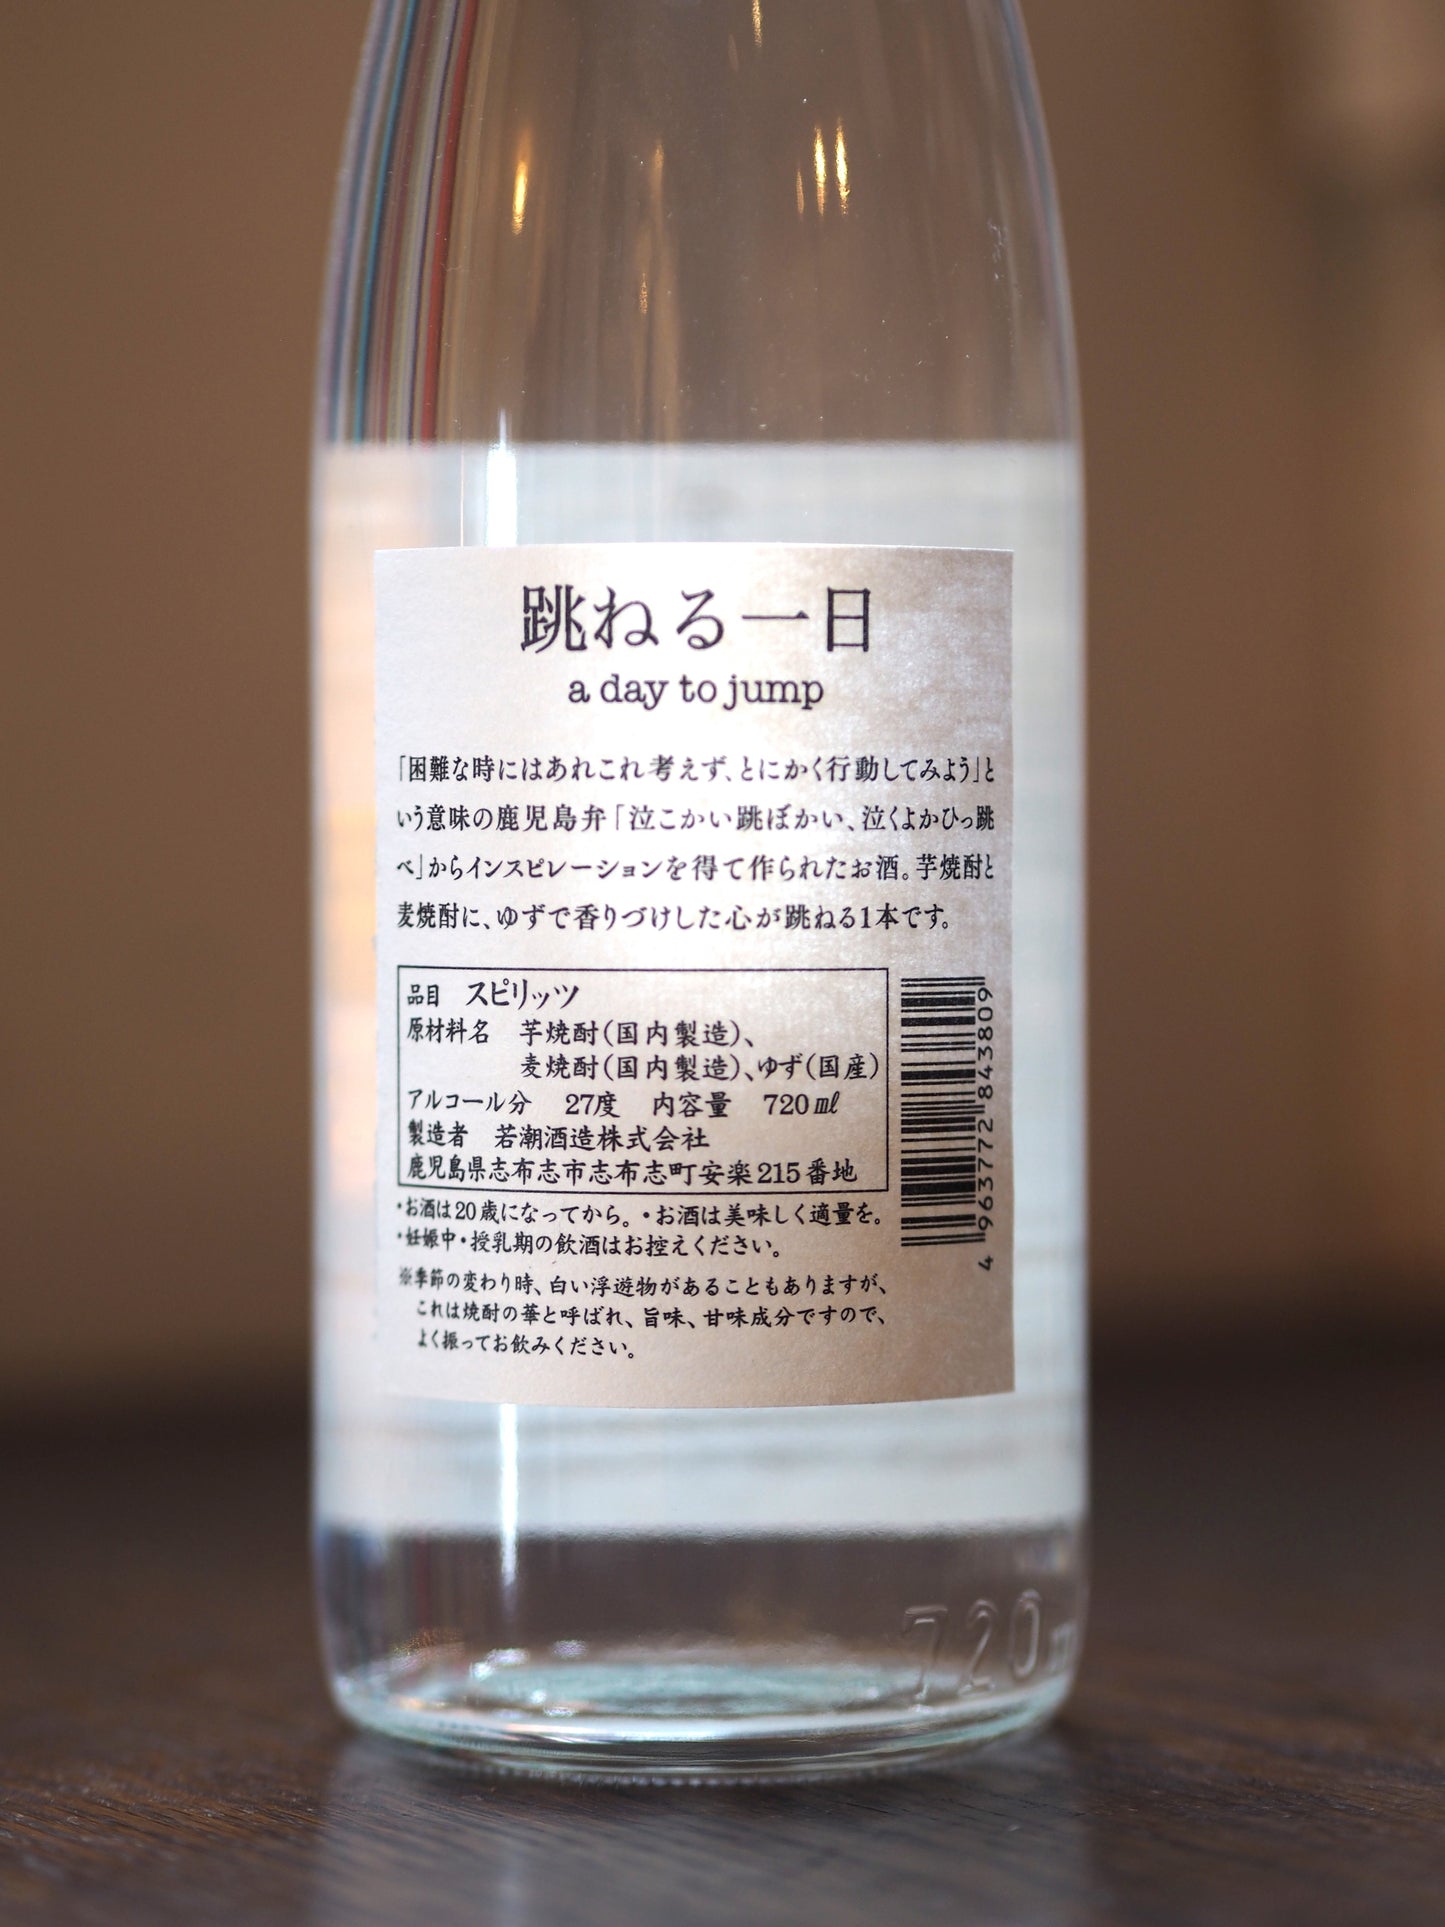 跳ねる一日
a day to jump
「困難な時にはあれこれ考えず、とにかく行動してみよう」と
いう意味の鹿児島弁「泣こかい跳ぼかい、泣くよかひっ跳
べ」からインスピレーションを得て作られたお酒。芋焼酎と
麦焼酎に、ゆずで香りづけした心が跳ねる1本です。
品目 スピリッツ
原材料名 芋焼酎(国内製造)、
麦焼酎(国内製造)、ゆず(国産)
アルコール分 27度 内容量 720㎖
製造者 若潮酒造株式会社
鹿児島県志布志市志布志町安楽215番地
4 963772 843809
・お酒は20歳になってから。・お酒は美味しく適量を。
・妊娠中・授乳期の飲酒はお控えください。
※季節の変わり時、白い浮遊物があることもありますが、
これは焼酎の華と呼ばれ、旨味、甘味成分ですので、
よく振ってお飲みください。
720 m